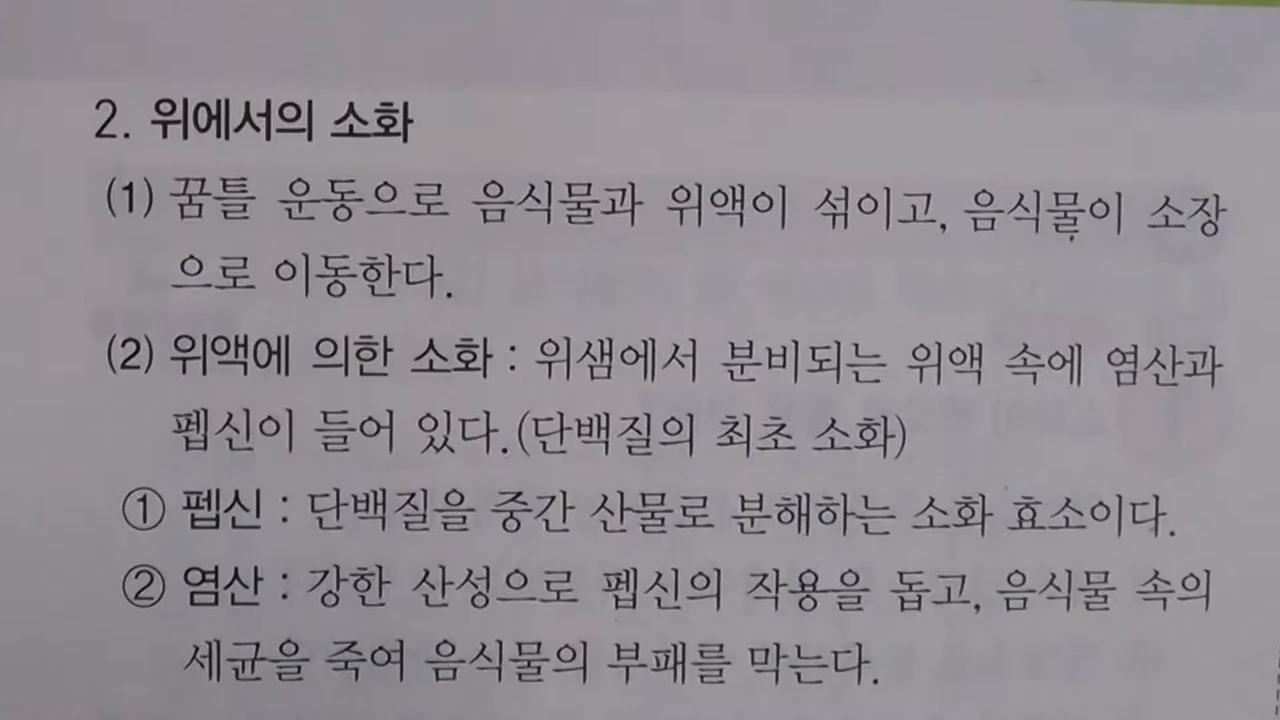 2. 위에서의 소화
(1) 꿈틀 운동으로 음식물과 위액이 섞이고, 음식물이 소장
으로 이동한다.
(2) 위액에 의한 소화 : 위샘에서 분비되는 위액 속에 염산과
펩신이 들어 있다.(단백질의 최초 소화)
① 펩신 : 단백질을 중간 산물로 분해하는 소화 효소이다.
② 염산 : 강한 산성으로 펩신의 작용을 돕고, 음식물 속의
세균을 죽여 음식물의 부패를 막는다.